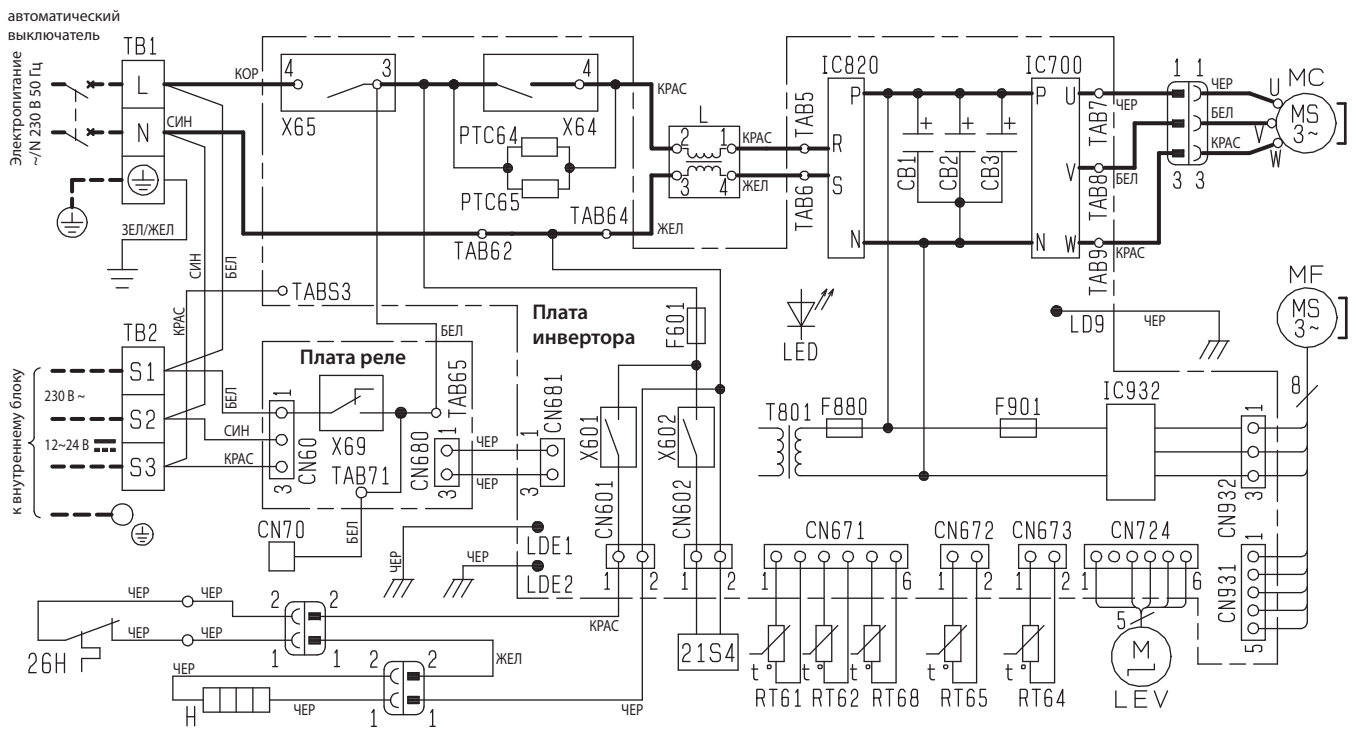 автоматический
выключатель
Электропитание
~/N 230 В 50 Гц
TB1
L
N
КОР
СИН
ЗЕЛ/ЖЕЛ
СИН
БЕЛ
КРАС
4
3
X65
4
X64
PTC64
PTC65
TAB62
TAB64
ЖЕЛ
КРАС
L
2
1
3
4
КРАС
ЖЕЛ
TAB5
TAB6
IC820
P
R
S
N
+
+
+
CB1
CB2
CB3
IC700
P
U
V
N
W
TAB7
TAB8
TAB9
ЧЕР
БЕЛ
КРАС
1
1
3
3
ЧЕР
БЕЛ
КРАС
U
V
W
MC
MS
3~
TABS3
Плата
инвертора
F601
LED
LD9
ЧЕР
MF
MS
3~
8
TB2
S1
S2
S3
к внутреннему блоку
230 В ~
12~24 В
БЕЛ
СИН
КРАС
Плата реле
1
3
CN60
X69
TAB71
БЕЛ
TAB65
CN680
1
3
ЧЕР
ЧЕР
CN681
1
3
X601
X602
CN601
CN602
T801
F880
F901
IC932
1
3
CN932
CN70
БЕЛ
ЧЕР
ЧЕР
LDE1
LDE2
1
2
1
2
CN671
1
6
CN672
1
2
CN673
1
2
CN724
1
6
CN931
1
5
26H
ЧЕР
ЧЕР
ЧЕР
ЧЕР
2
2
1
1
КРАС
ЖЕЛ
ЧЕР
H
ЧЕР
2
2
1
1
ЧЕР
21S4
t°
t°
t°
t°
t°
RT61
RT62
RT68
RT65
RT64
5
M
LEV